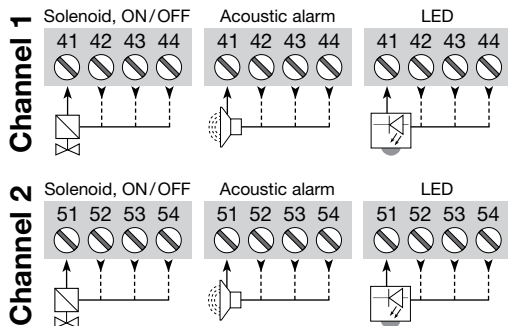 Channel 1
Solenoid, ON/OFF Acoustic alarm LED
41 42 43 44 41 42 43 44 41 42 43 44
Channel 2
Solenoid, ON/OFF Acoustic alarm LED
51 52 53 54 51 52 53 54 51 52 53 54